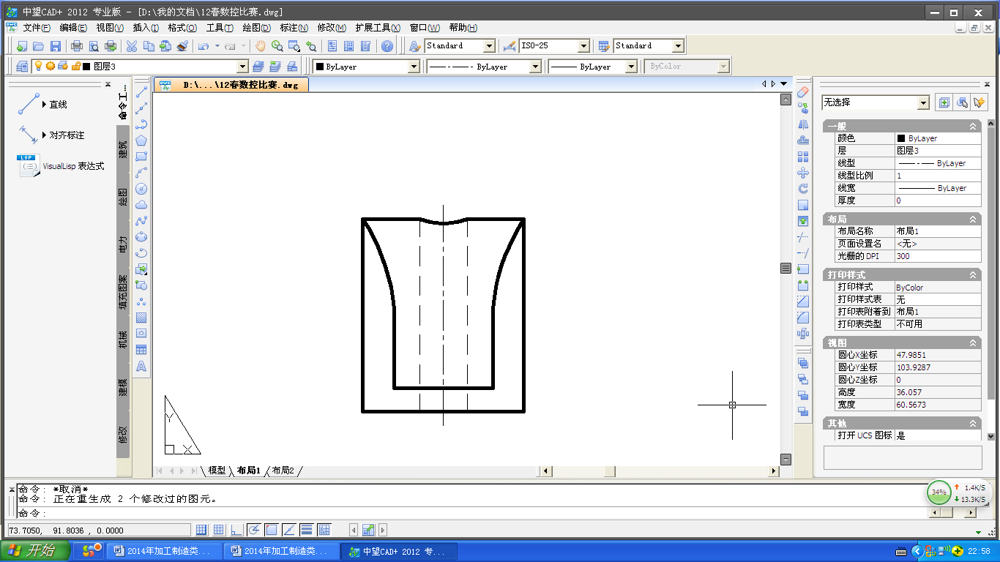 中望CAD+ 2012 专业版 - [D:\我的文档\12春数控比赛.dwg]
文件(F) 编辑(E) 视图(V) 插入(I) 格式(O) 工具(T) 绘图(D) 标注(N) 修改(M) 扩展工具(X) 窗口(W) 帮助(H)
Standard ISO-25 Standard
图层3 ByLayer ByLayer ByLayer ByColor
直线
对齐标注
LSP
VisualLisp 表达式
命令工...
建筑
绘图
电力
填充图案
机械
建模
修改
D:\...\12春数控比赛.dwg
Y
X
模型 布局1 布局2
无选择
一般
颜色 ByLayer
层 图层3
线型 ByLayer
线型比例 1
线宽 ByLayer
厚度 0
布局
布局名称 布局1
页面设置名 <无>
光栅的DPI 300
打印样式
打印样式 ByColor
打印样式表 无
打印表附着到 布局1
打印表类型 不可用
视图
圆心X坐标 47.9851
圆心Y坐标 103.9287
圆心Z坐标 0
高度 36.057
宽度 60.5673
其他
打开UCS图标 是
命令: *取消*
命令: 正在重生成 2 个修改过的图元。
命令:
34% 1.4K/S
13.3K/S
73.7050, 91.8036 , 0.0000
开始 2014年加工制造类... 2014年加工制造类... 中望CAD+ 2012 专... 22:58